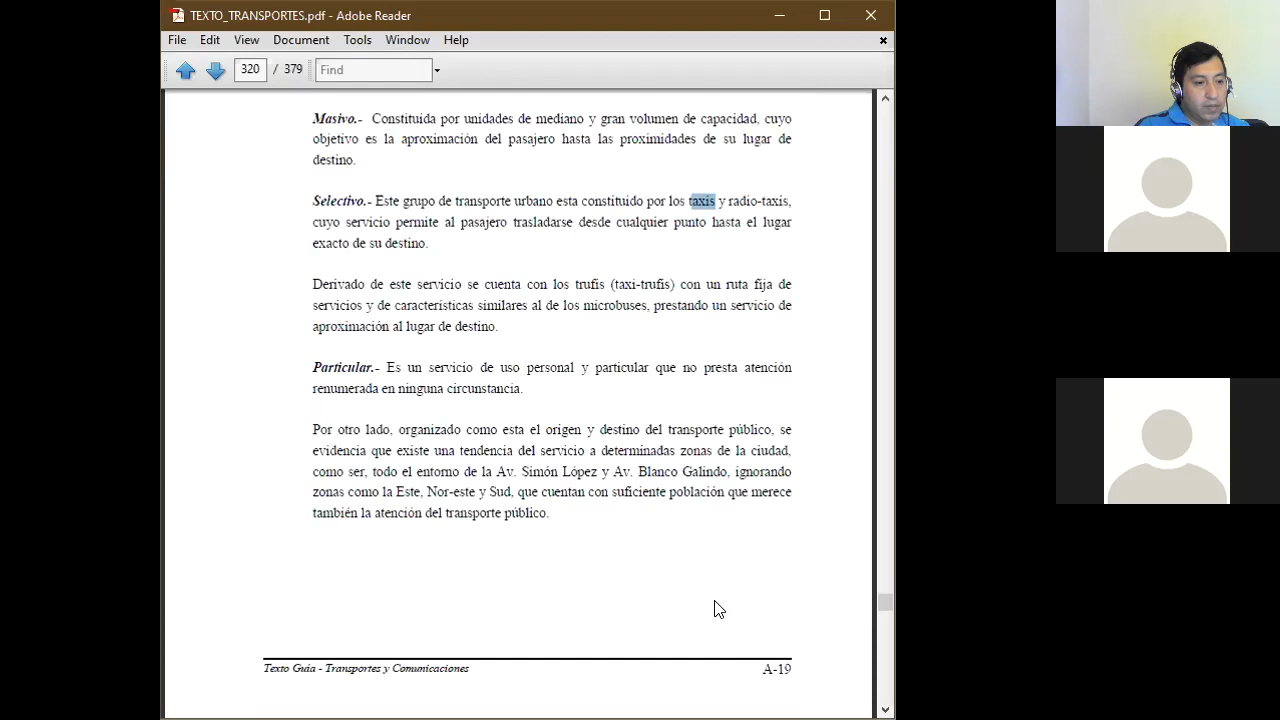 TEXTO_TRANSPORTES.pdf - Adobe Reader
File Edit View Document Tools Window Help
320 / 379 Find
Masivo.- Constituida por unidades de mediano y gran volumen de capacidad, cuyo
objetivo es la aproximación del pasajero hasta las proximidades de su lugar de
destino.
Selectivo.- Este grupo de transporte urbano esta constituido por los taxis y radio-taxis,
cuyo servicio permite al pasajero trasladarse desde cualquier punto hasta el lugar
exacto de su destino.
Derivado de este servicio se cuenta con los trufis (taxi-trufis) con un ruta fija de
servicios y de características similares al de los microbuses, prestando un servicio de
aproximación al lugar de destino.
Particular.- Es un servicio de uso personal y particular que no presta atención
renumerada en ninguna circunstancia.
Por otro lado, organizado como esta el origen y destino del transporte público, se
evidencia que existe una tendencia del servicio a determinadas zonas de la ciudad,
como ser, todo el entorno de la Av. Simón López y Av. Blanco Galindo, ignorando
zonas como la Este, Nor-este y Sud, que cuentan con suficiente población que merece
también la atención del transporte público.
Texto Guía - Transportes y Comunicaciones A-19